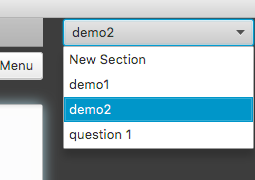 demo2
Menu
New Section
demo1
demo2
question 1